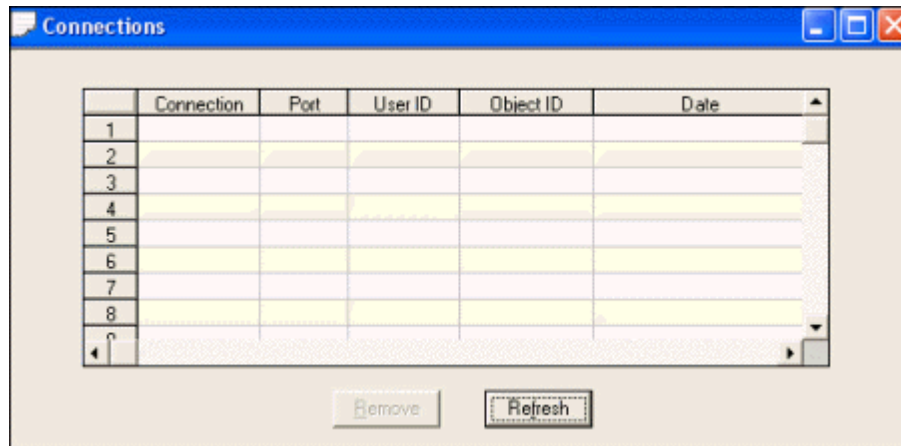 Connections
Connection Port User ID Object ID Date
1
2
3
4
5
6
7
8
Remove Refresh